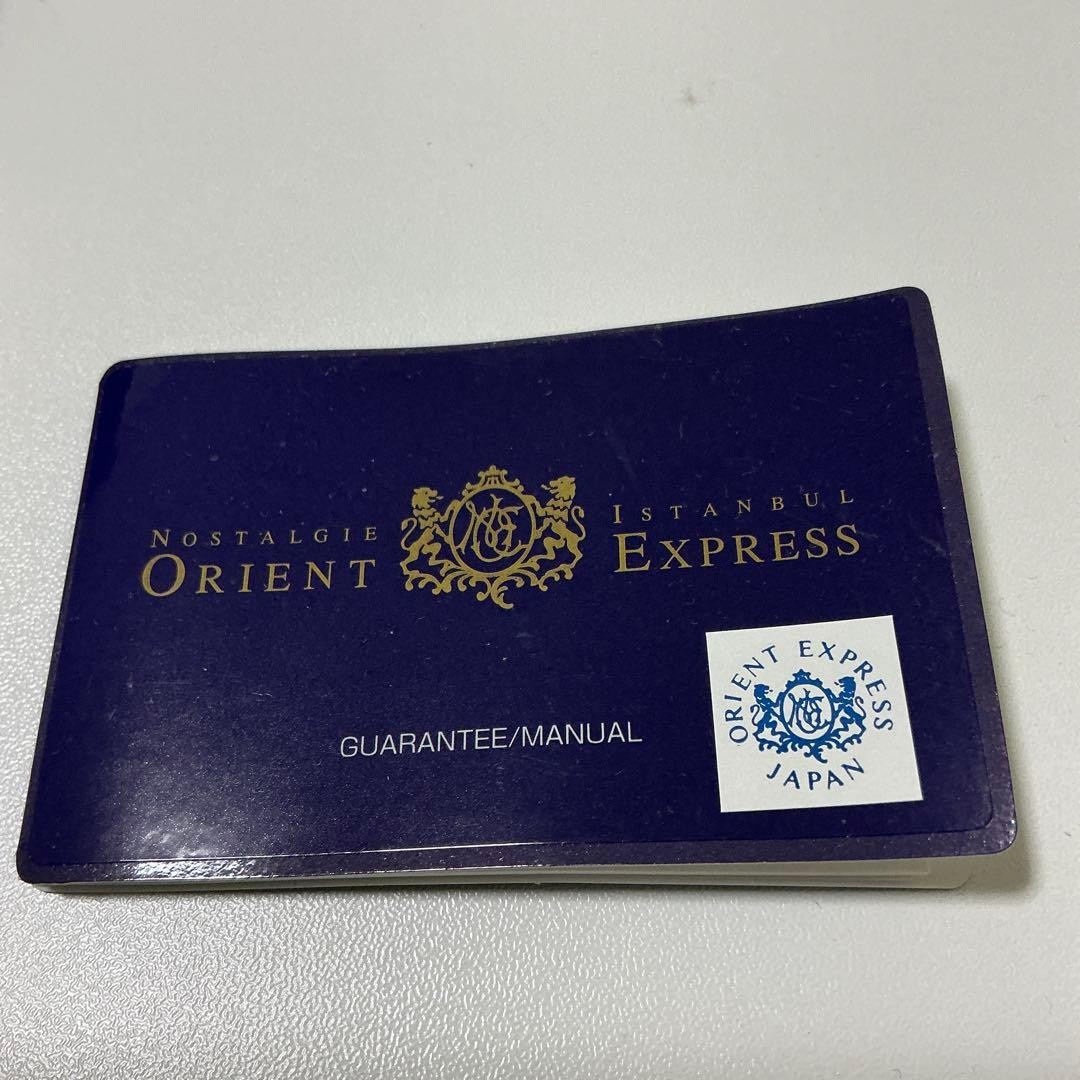 NOSTALGIE ISTANBUL
ORIENT EXPRESS
GUARANTEE/MANUAL
ORIENT EXPRESS
JAPAN